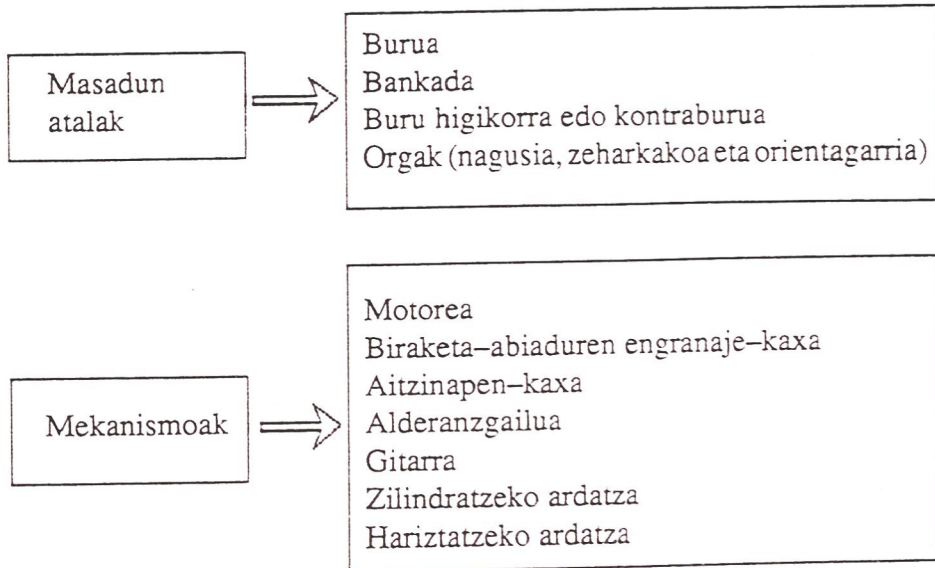 Masadun
atalak
Burua
Bankada
Buru higikorra edo kontraburua
Orgak (nagusia, zeharkakoa eta orientagarria)
Mekanismoak
Motorea
Biraketa–abiaduren engranaje–kaxa
Aitzinapen–kaxa
Alderanzgailua
Gitarra
Zilindratzeko ardatza
Hariztatzeko ardatza